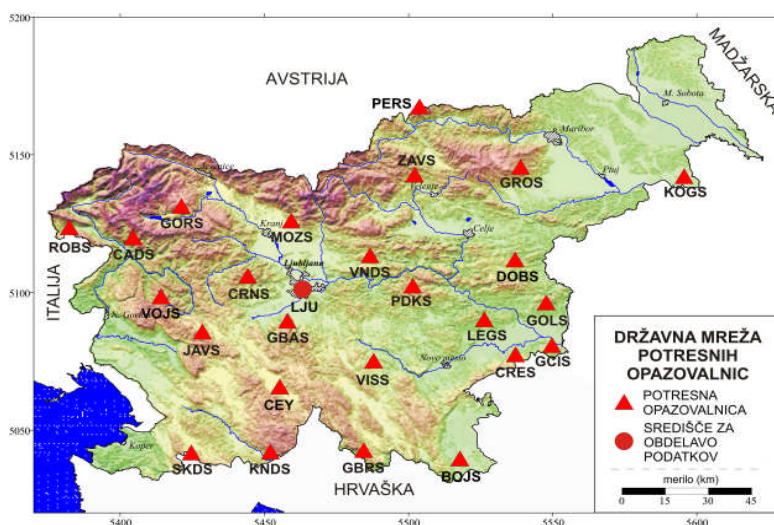 5200
AVSTRIJA
MADŽARSKA
PERS
M. Sobota
Maribor
5150
ZAVS
GROS
Ptuj
Velenje
KOGS
GORS
Kranj
MOZS
Celje
ROBS
CADS
Ljubljana
VNDS
DOBS
ITALIJA
CRNS
PDKS
5100
VOJS
LJU
GOLS
N. Gorica
JAVS
GBAS
LEGS
DRŽAVNA MREŽA
POTRESNIH
OPAZOVALNIC
Novo mesto
GCIS
VISS
CRES
CEY
POTRESNA
OPAZOVALNICA
SREDIŠČE ZA
OBDELAVO
PODATKOV
5050
Koper
SKDS
KNDS
GBRS
BOJS
HRVAŠKA
merilo (km)
0 15 30 45
5400
5450
5500
5550
5600